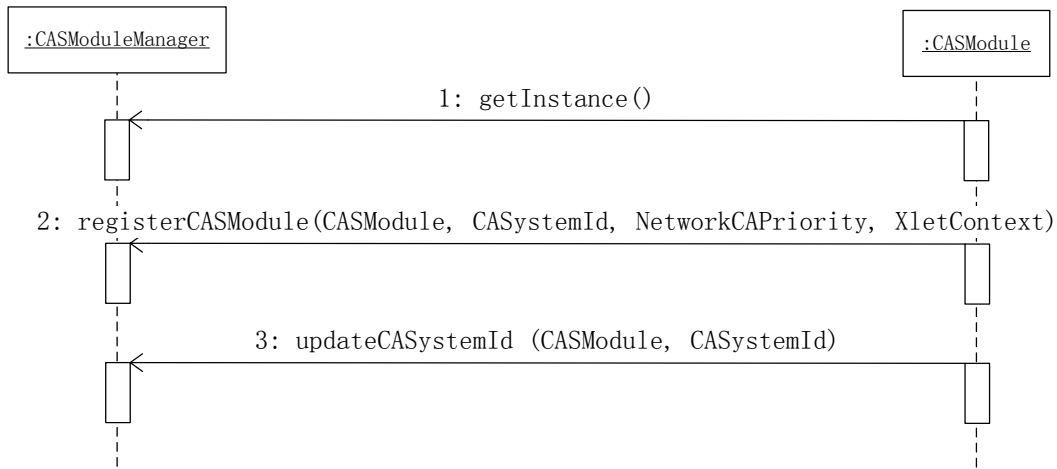 :CASModuleManager
:CASModule
1: getInstance()
2: registerCASModule(CASModule, CASystemId, NetworkCAPriority, XletContext)
3: updateCASystemId (CASModule, CASystemId)